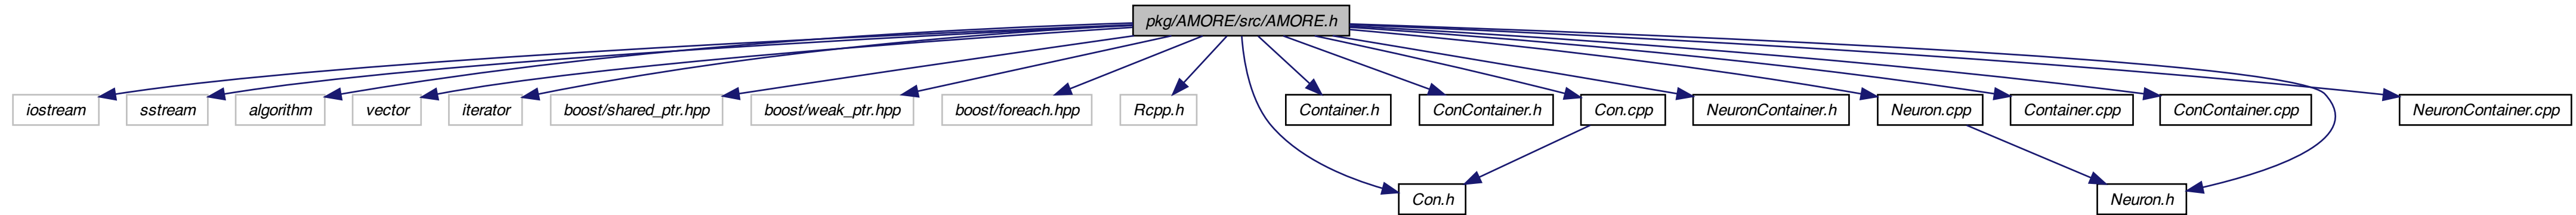 pkg/AMORE/src/AMORE.h
iostream
sstream
algorithm
vector
iterator
boost/shared_ptr.hpp
boost/weak_ptr.hpp
boost/foreach.hpp
Rcpp.h
Container.h
ConContainer.h
Con.cpp
NeuronContainer.h
Neuron.cpp
Container.cpp
ConContainer.cpp
NeuronContainer.cpp
Con.h
Neuron.h